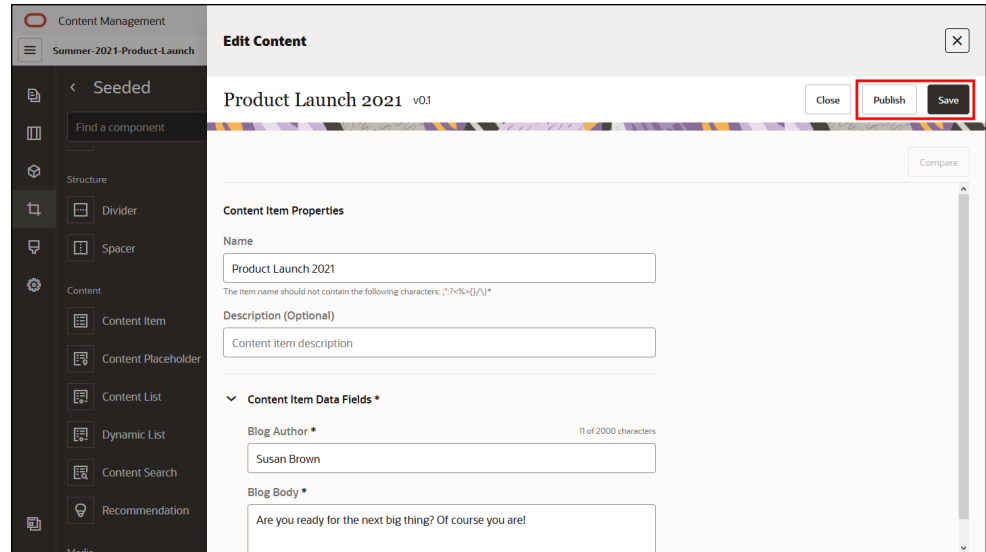 Content Management
Summer-2021-Product-Launch
Seeded
Find a component
Structure
Divider
Spacer
Content
Content Item
Content Placeholder
Content List
Dynamic List
Content Search
Recommendation
Media
Edit Content
Product Launch 2021 v0.1
Close Publish Save
Compare
Content Item Properties
Name
Product Launch 2021
The item name should not contain the following characters: ;":?<%>{}/\|*
Description (Optional)
Content item description
Content Item Data Fields *
Blog Author * 11 of 2000 characters
Susan Brown
Blog Body *
Are you ready for the next big thing? Of course you are!